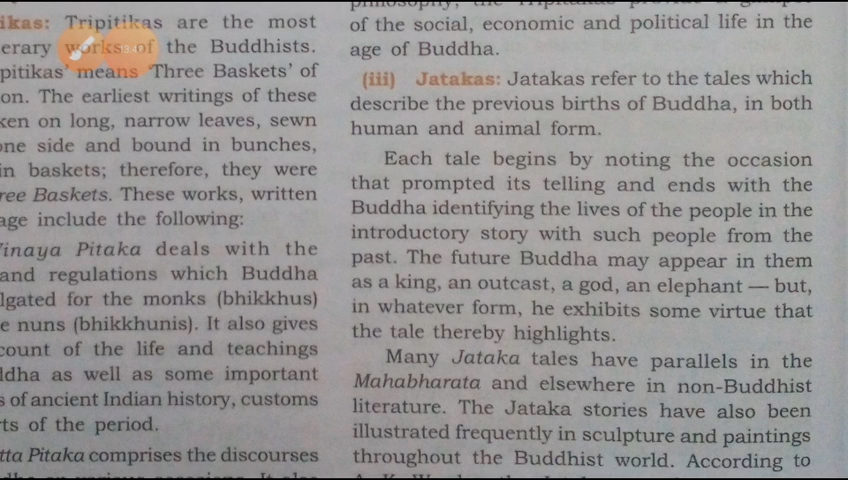 ikas: Tripitikas are the most
erary works of the Buddhists.
pitikas' means 'Three Baskets' of
on. The earliest writings of these
ken on long, narrow leaves, sewn
one side and bound in bunches,
in baskets; therefore, they were
ree Baskets. These works, written
age include the following:
Vinaya Pitaka deals with the
and regulations which Buddha
lgated for the monks (bhikkhus)
e nuns (bhikkhunis). It also gives
count of the life and teachings
ddha as well as some important
s of ancient Indian history, customs
rts of the period.
tta Pitaka comprises the discourses
of the social, economic and political life in the
age of Buddha.
(iii) Jatakas: Jatakas refer to the tales which
describe the previous births of Buddha, in both
human and animal form.
Each tale begins by noting the occasion
that prompted its telling and ends with the
Buddha identifying the lives of the people in the
introductory story with such people from the
past. The future Buddha may appear in them
as a king, an outcast, a god, an elephant — but,
in whatever form, he exhibits some virtue that
the tale thereby highlights.
Many Jataka tales have parallels in the
Mahabharata and elsewhere in non-Buddhist
literature. The Jataka stories have also been
illustrated frequently in sculpture and paintings
throughout the Buddhist world. According to